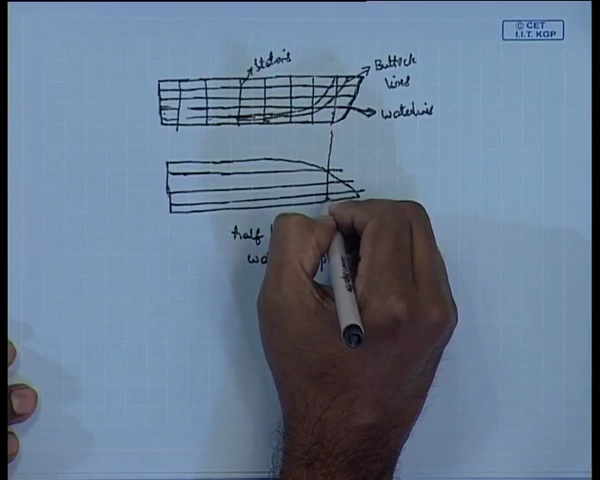 © CET
I.I.T. KGP
Stations
Buttock
lines
waterlines
half
wa